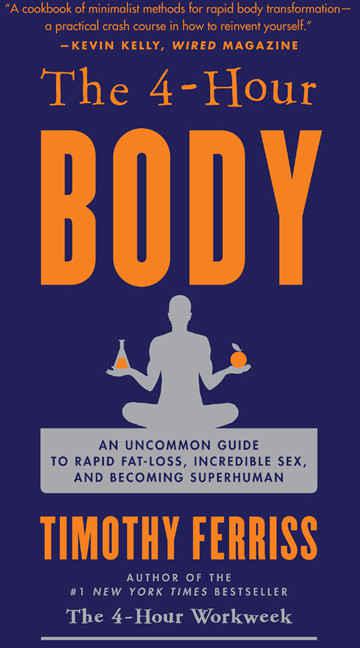 “A cookbook of minimalist methods for rapid body transformation—
a practical crash course in how to reinvent yourself.”
—KEVIN KELLY, WIRED MAGAZINE
The 4-Hour
BODY
AN UNCOMMON GUIDE
TO RAPID FAT-LOSS, INCREDIBLE SEX,
AND BECOMING SUPERHUMAN
TIMOTHY FERRISS
AUTHOR OF THE
#1 NEW YORK TIMES BESTSELLER
The 4-Hour Workweek